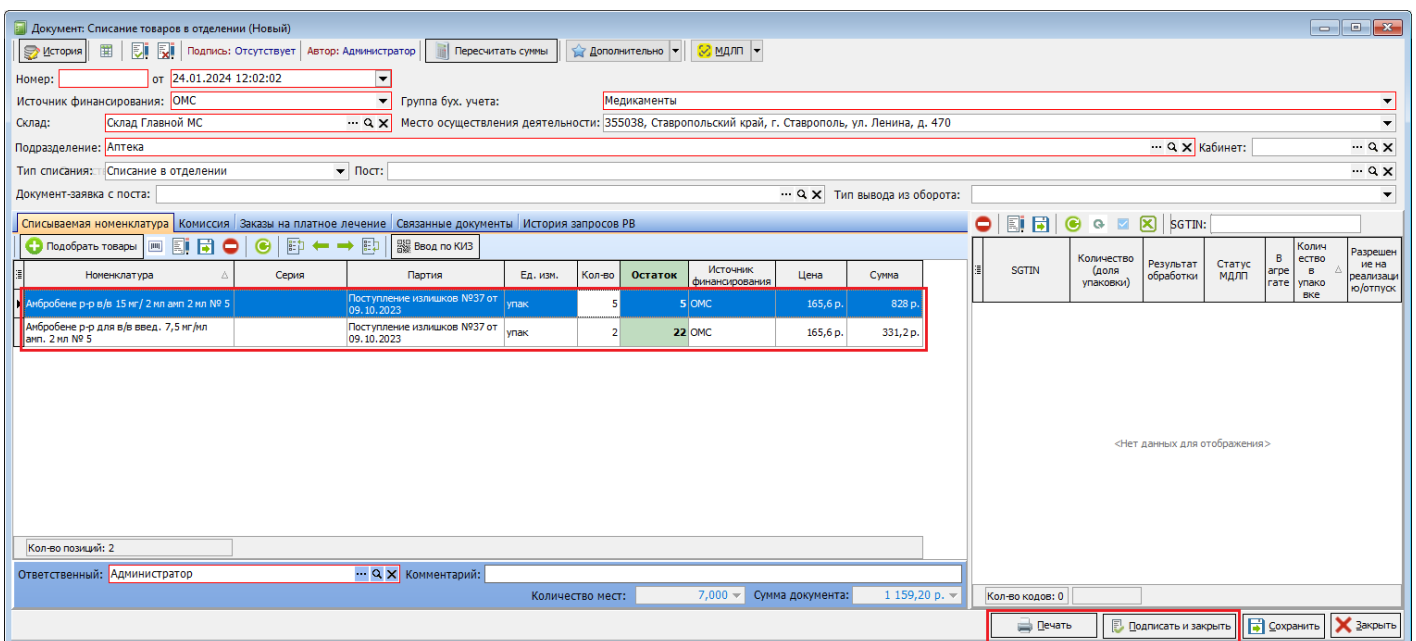 Документ: Списание товаров в отделении (Новый)
История Подпись: Отсутствует Автор: Администратор Пересчитать суммы Дополнительно МДЛП
Номер: от 24.01.2024 12:02:02
Источник финансирования: ОМС Группа бух. учета: Медикаменты
Склад: Склад Главной МС Место осуществления деятельности: 355038, Ставропольский край, г. Ставрополь, ул. Ленина, д. 470
Подразделение: Аптека Кабинет:
Тип списания: Списание в отделении Пост:
Документ-заявка с поста: Тип вывода из оборота:
Списываемая номенклатура Комиссия Заказы на платное лечение Связанные документы История запросов РВ
Подобрать товары Ввод по КИЗ
Номенклатура Серия Партия Ед. изм. Кол-во Остаток Источник финансирования Цена Сумма
Амбробене р-р в/в 15 мг/ 2 мл амп 2 мл № 5 Поступление излишков №37 от 09.10.2023 упак 5 5 ОМС 165,6 р. 828 р.
Амбробене р-р для в/в введ. 7,5 мг/мл амп. 2 мл № 5 Поступление излишков №37 от 09.10.2023 упак 2 22 ОМС 165,6 р. 331,2 р.
Кол-во позиций: 2
Ответственный: Администратор Комментарий:
Количество мест: 7,000 Сумма документа: 1 159,20 р.
SGTIN:
SGTIN Количество (доля упаковки) Результат обработки Статус МДЛП В агре гате Колич ество в упако вке Разрешен ие на реализаци ю/отпуск
<Нет данных для отображения>
Кол-во кодов: 0
Печать Подписать и закрыть Сохранить Закрыть